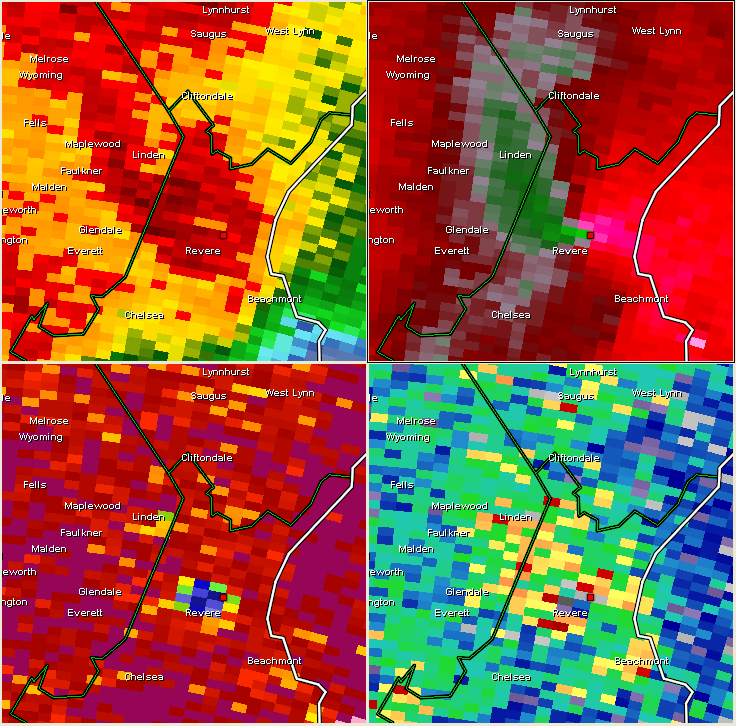 Lynnhurst
Saugus
West Lynn
le
Melrose
Wyoming
Cliftondale
Fells
Maplewood
Linden
Faulkner
Malden
eworth
Glendale
ngton
Everett
Revere
Beachmont
Chelsea
Lynnhurst
Saugus
West Lynn
le
Melrose
Wyoming
Cliftondale
Fells
Maplewood
Linden
Faulkner
Malden
eworth
Glendale
ngton
Everett
Revere
Beachmont
Chelsea
Lynnhurst
Saugus
West Lynn
le
Melrose
Wyoming
Cliftondale
Fells
Maplewood
Linden
Faulkner
Malden
eworth
Glendale
ngton
Everett
Revere
Beachmont
Chelsea
Lynnhurst
Saugus
West Lynn
le
Melrose
Wyoming
Cliftondale
Fells
Maplewood
Linden
Faulkner
Malden
eworth
Glendale
ngton
Everett
Revere
Beachmont
Chelsea